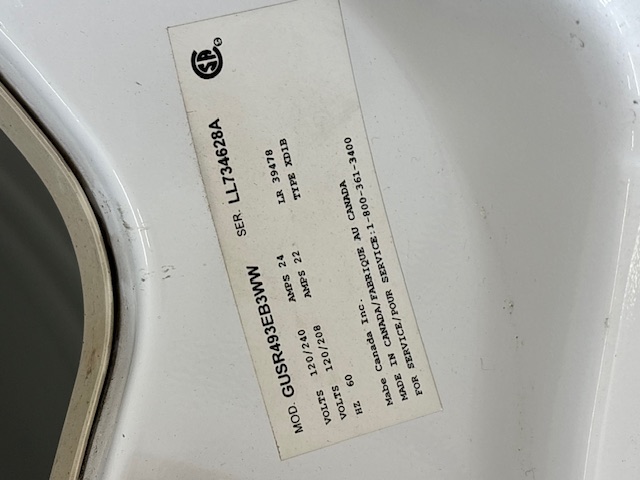 SA
MOD. GUSR493EB3WW SER. LL734628A
VOLTS 120/240 AMPS 24 LR 39478
VOLTS 120/208 AMPS 22 TYPE XD1B
HZ 60
Mabe Canada Inc.
MADE IN CANADA/FABRIQUE AU CANADA
FOR SERVICE/POUR SERVICE:1-800-361-3400